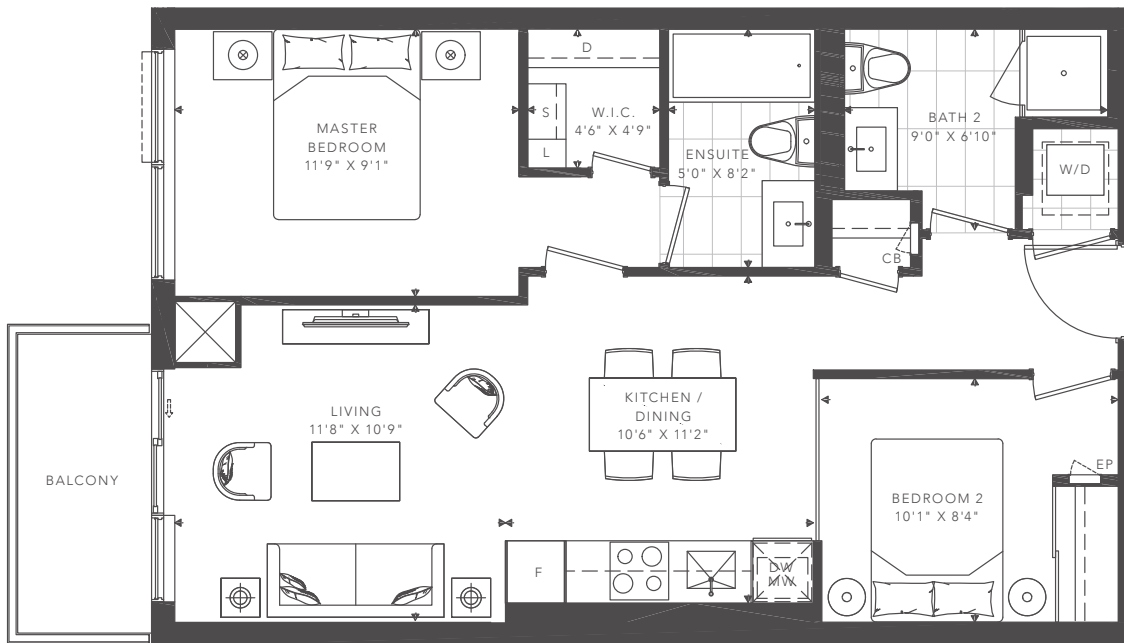 D
S
W.I.C.
4'6" X 4'9"
L
MASTER
BEDROOM
11'9" X 9'1"
ENSUITE
5'0" X 8'2"
BATH 2
9'0" X 6'10"
W/D
CB
LIVING
11'8" X 10'9"
KITCHEN /
DINING
10'6" X 11'2"
BALCONY
EP
BEDROOM 2
10'1" X 8'4"
F
DW
MW